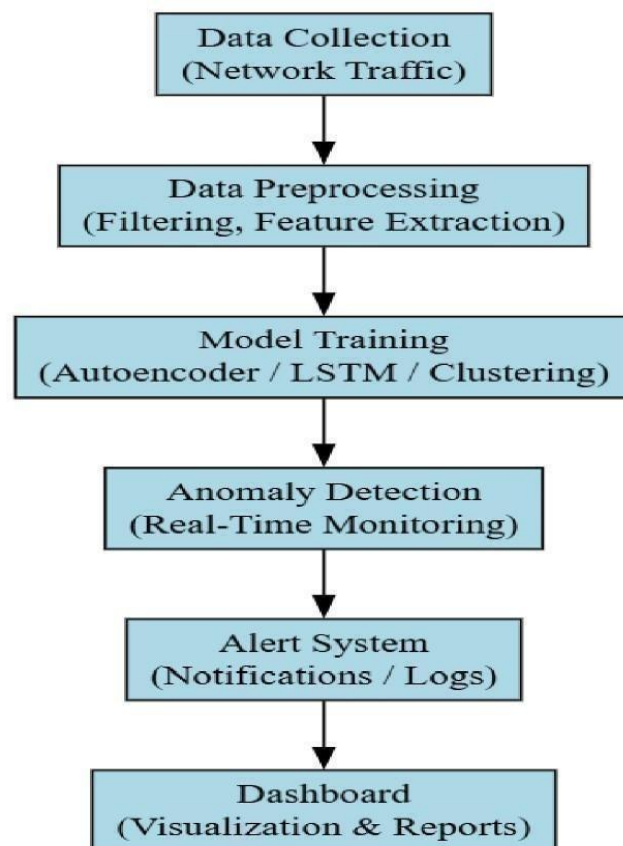 Data Collection
(Network Traffic)
Data Preprocessing
(Filtering, Feature Extraction)
Model Training
(Autoencoder / LSTM / Clustering)
Anomaly Detection
(Real-Time Monitoring)
Alert System
(Notifications / Logs)
Dashboard
(Visualization & Reports)